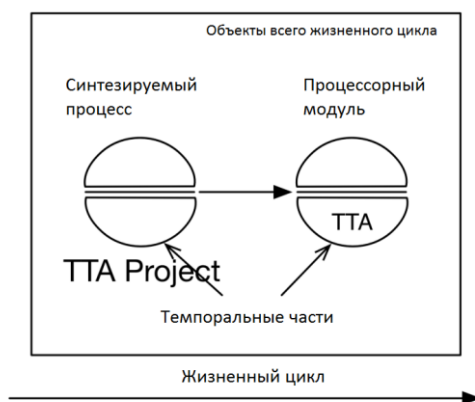 Объекты всего жизненного цикла
Синтезируемый
процесс
Процессорный
модуль
TTA
TTA Project
Темпоральные части
Жизненный цикл